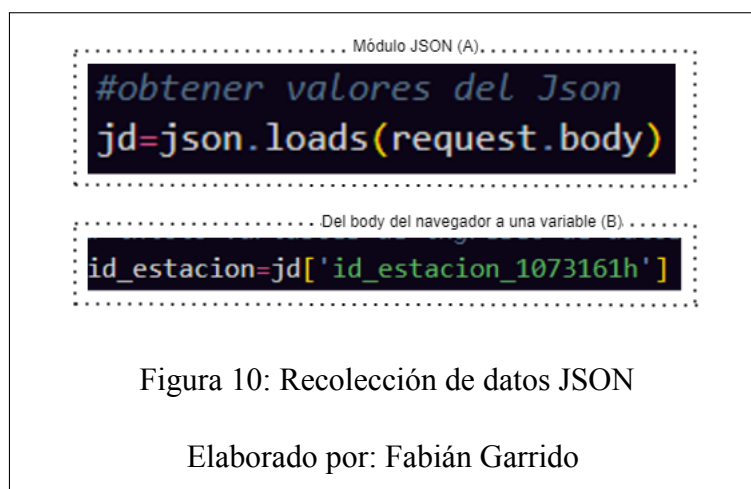 Módulo JSON (A)
#obtener valores del Json
jd=json.loads(request.body)
Del body del navegador a una variable (B)
id_estacion=jd['id_estacion_1073161h']
Figura 10: Recolección de datos JSON
Elaborado por: Fabián Garrido